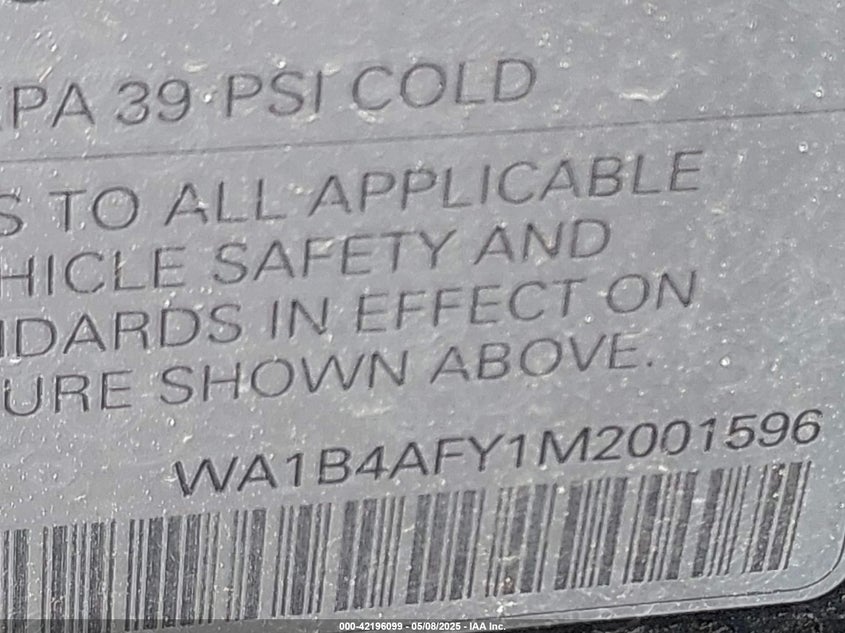 PA 39 PSI COLD
S TO ALL APPLICABLE
HICLE SAFETY AND
DARDS IN EFFECT ON
URE SHOWN ABOVE.
WA1B4AFY1M2001596
000-42196099 - 05/08/2025 - IAA Inc.